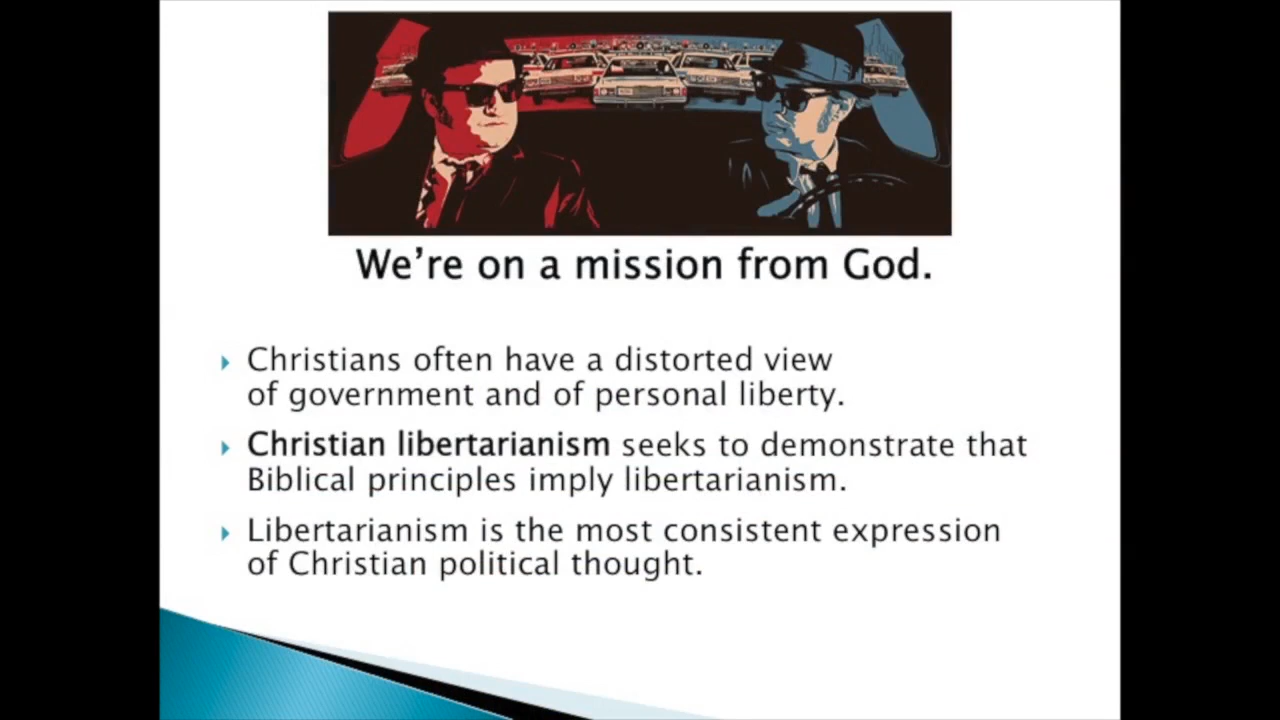 We’re on a mission from God.
Christians often have a distorted view
of government and of personal liberty.
Christian libertarianism seeks to demonstrate that
Biblical principles imply libertarianism.
Libertarianism is the most consistent expression
of Christian political thought.